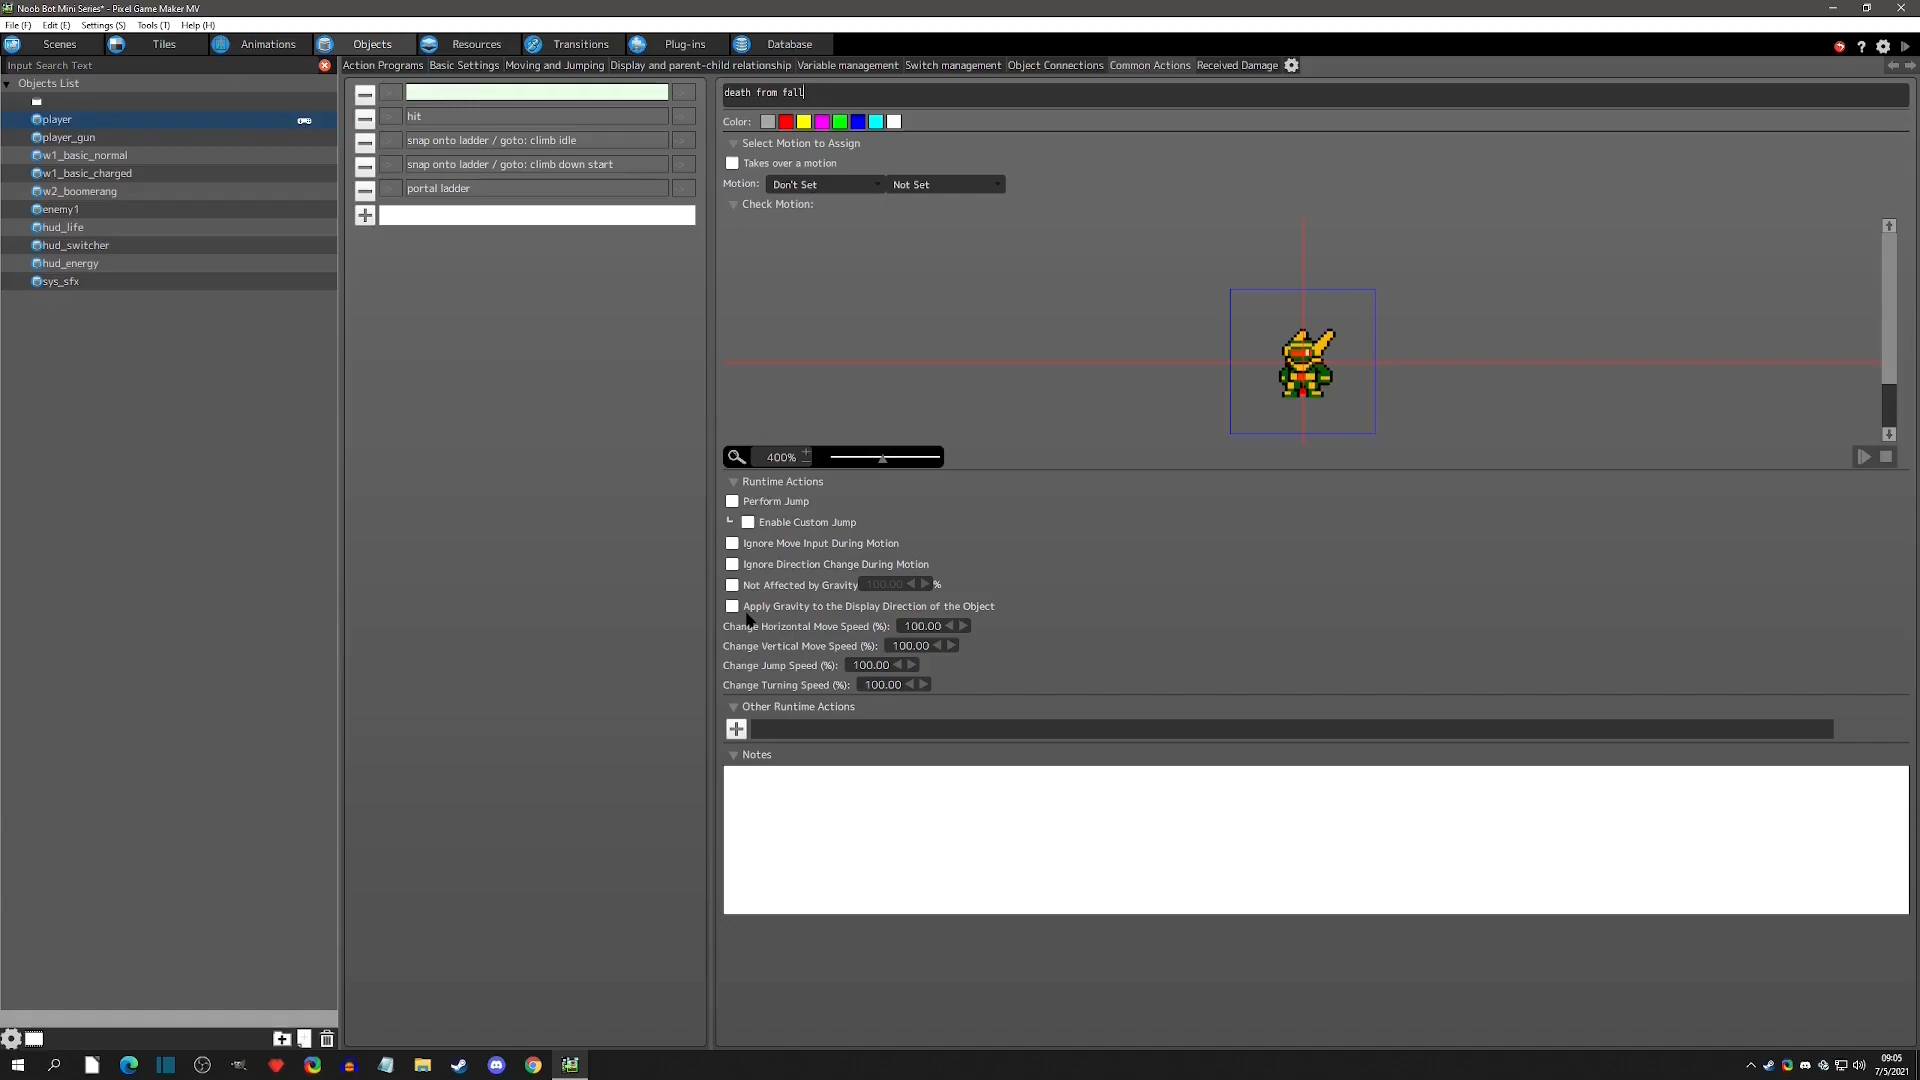 Noob Bot Mini Series* - Pixel Game Maker MV
File (F) Edit (E) Settings (S) Tools (T) Help (H)
Scenes Tiles Animations Objects Resources Transitions Plug-ins Database
Input Search Text
Action Programs Basic Settings Moving and Jumping Display and parent-child relationship Variable management Switch management Object Connections Common Actions Received Damage
Objects List
player
player_gun
w1_basic_normal
w1_basic_charged
w2_boomerang
enemy1
hud_life
hud_switcher
hud_energy
sys_sfx
hit
snap onto ladder / goto: climb idle
snap onto ladder / goto: climb down start
portal ladder
death from fall
Color:
Select Motion to Assign
Takes over a motion
Motion: Don't Set Not Set
Check Motion:
400%
Runtime Actions
Perform Jump
Enable Custom Jump
Ignore Move Input During Motion
Ignore Direction Change During Motion
Not Affected by Gravity 100.00 %
Apply Gravity to the Display Direction of the Object
Change Horizontal Move Speed (%): 100.00
Change Vertical Move Speed (%): 100.00
Change Jump Speed (%): 100.00
Change Turning Speed (%): 100.00
Other Runtime Actions
Notes
09:05
7/5/2021